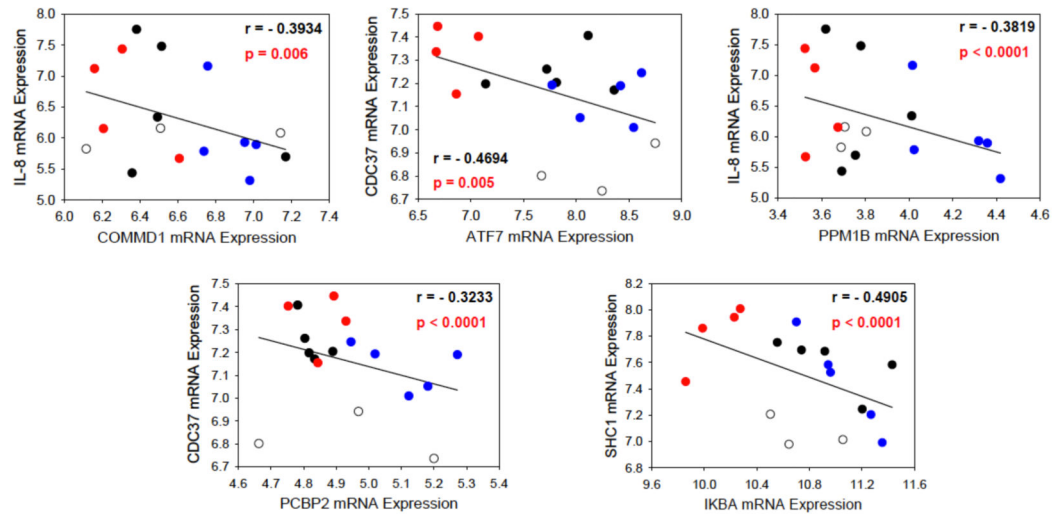 r = - 0.3934
p = 0.006
IL-8 mRNA Expression
8.0
7.5
7.0
6.5
6.0
5.5
5.0
6.0 6.2 6.4 6.6 6.8 7.0 7.2 7.4
COMMD1 mRNA Expression
r = - 0.4694
p = 0.005
CDC37 mRNA Expression
7.5
7.4
7.3
7.2
7.1
7.0
6.9
6.8
6.7
6.5 7.0 7.5 8.0 8.5 9.0
ATF7 mRNA Expression
r = - 0.3819
p < 0.0001
IL-8 mRNA Expression
8.0
7.5
7.0
6.5
6.0
5.5
5.0
3.4 3.6 3.8 4.0 4.2 4.4 4.6
PPM1B mRNA Expression
r = - 0.3233
p < 0.0001
CDC37 mRNA Expression
7.5
7.4
7.3
7.2
7.1
7.0
6.9
6.8
6.7
4.6 4.7 4.8 4.9 5.0 5.1 5.2 5.3 5.4
PCBP2 mRNA Expression
r = - 0.4905
p < 0.0001
SHC1 mRNA Expression
8.2
8.0
7.8
7.6
7.4
7.2
7.0
6.8
9.6 10.0 10.4 10.8 11.2 11.6
IKBA mRNA Expression